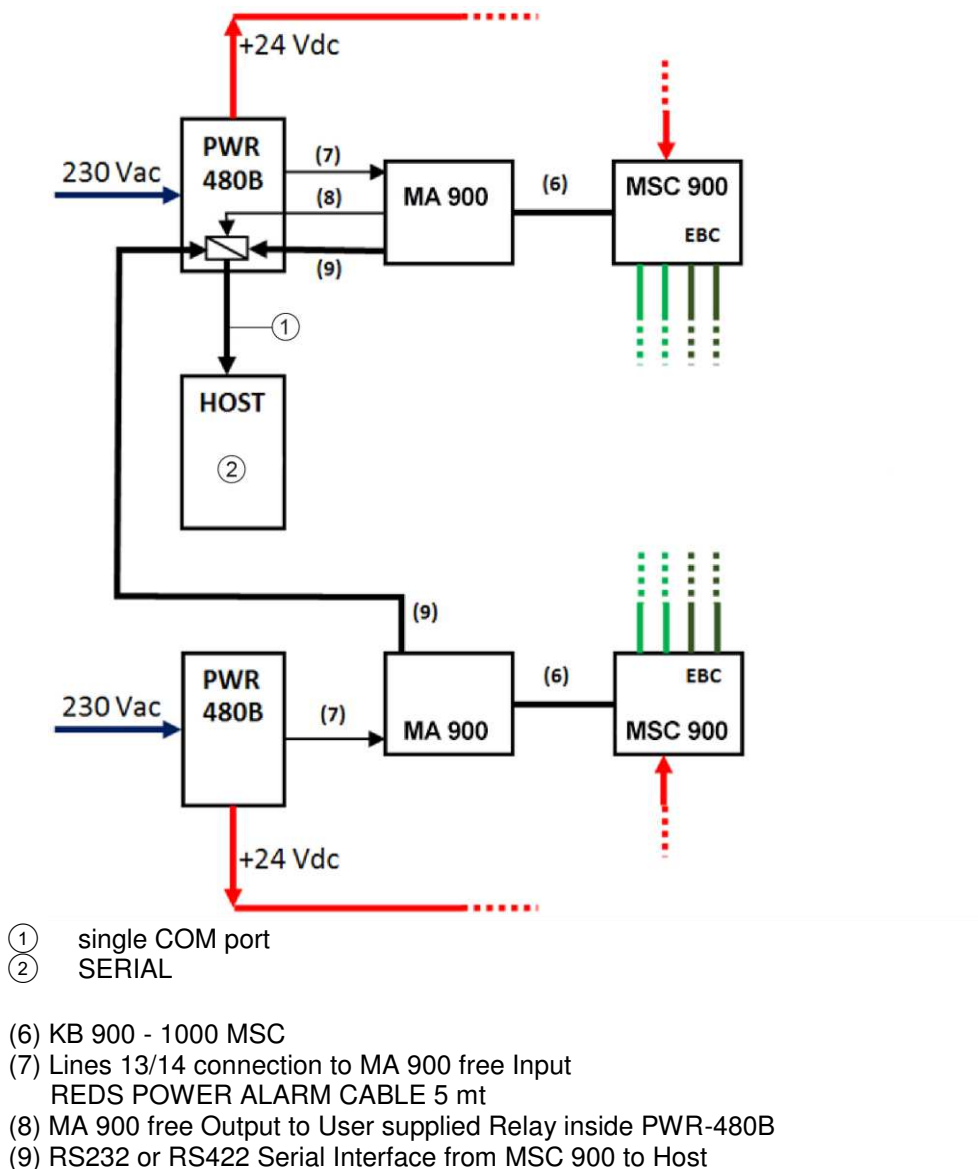 +24 Vdc
PWR
480B
230 Vac
(7)
(8)
(9)
MA 900
(6)
MSC 900
EBC
1
HOST
2
(9)
PWR
480B
230 Vac
(7)
MA 900
(6)
EBC
MSC 900
+24 Vdc
1 single COM port
2 SERIAL
(6) KB 900 - 1000 MSC
(7) Lines 13/14 connection to MA 900 free Input
REDS POWER ALARM CABLE 5 mt
(8) MA 900 free Output to User supplied Relay inside PWR-480B
(9) RS232 or RS422 Serial Interface from MSC 900 to Host